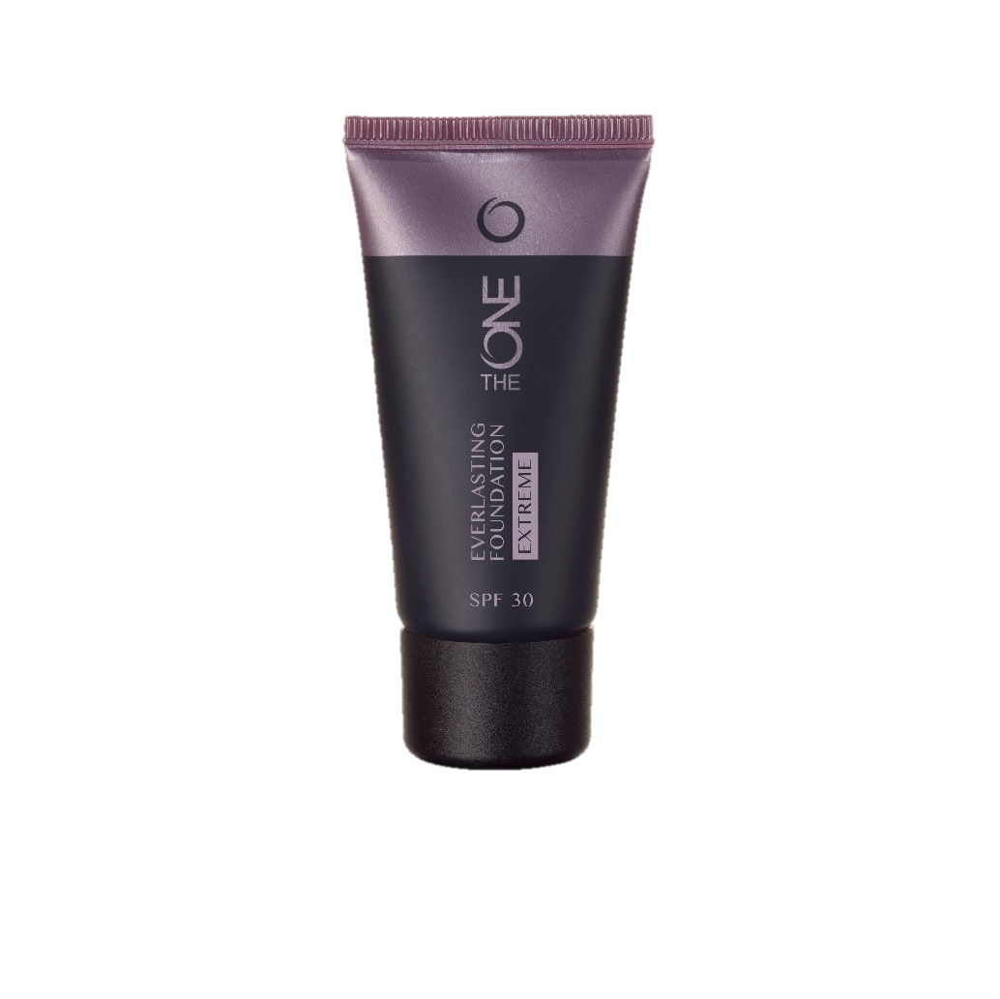 THE ONE
EVERLASTING
FOUNDATION
EXTREME
SPF 30